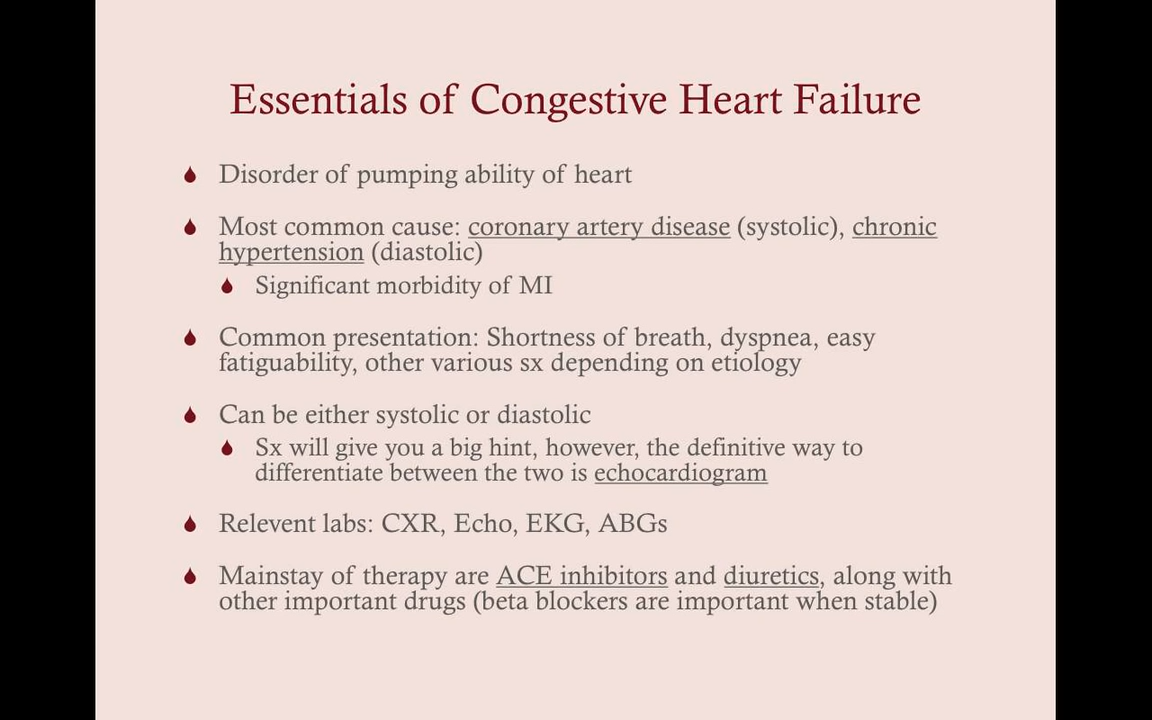 Essentials of Congestive Heart Failure
Disorder of pumping ability of heart
Most common cause: coronary artery disease (systolic), chronic
hypertension (diastolic)
Significant morbidity of MI
Common presentation: Shortness of breath, dyspnea, easy
fatiguability, other various sx depending on etiology
Can be either systolic or diastolic
Sx will give you a big hint, however, the definitive way to
differentiate between the two is echocardiogram
Relevent labs: CXR, Echo, EKG, ABGs
Mainstay of therapy are ACE inhibitors and diuretics, along with
other important drugs (beta blockers are important when stable)